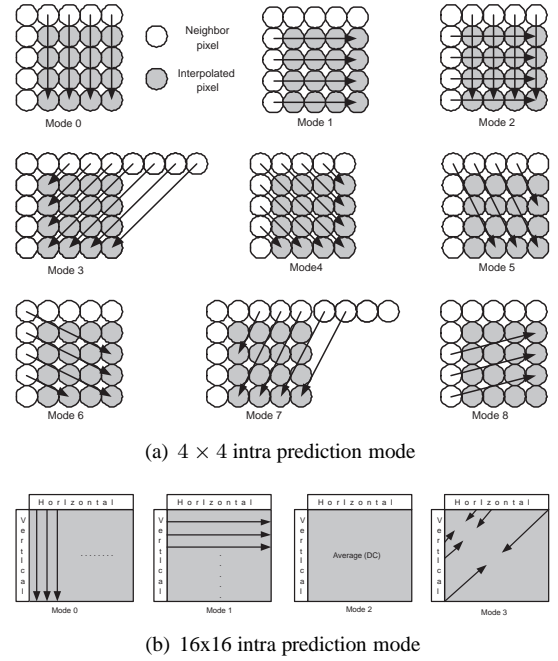 Neighbor pixel
Interpolated pixel
Mode 0
Mode 1
Mode 2
Mode 3
Mode4
Mode 5
Mode 6
Mode 7
Mode 8
(a) 4 × 4 intra prediction mode
Horizontal
Vertical
Mode 0
Horizontal
Vertical
Mode 1
Horizontal
Vertical
Average (DC)
Mode 2
Horizontal
Vertical
Mode 3
(b) 16x16 intra prediction mode